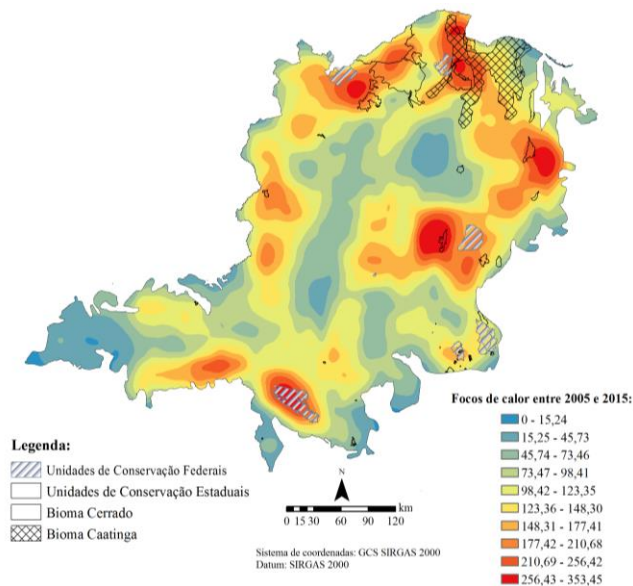 Focos de calor entre 2005 e 2015:
0 - 15,24
15,25 - 45,73
45,74 - 73,46
73,47 - 98,41
98,42 - 123,35
123,36 - 148,30
148,31 - 177,41
177,42 - 210,68
210,69 - 256,42
256,43 - 353,45
Legenda:
Unidades de Conservação Federais
Unidades de Conservação Estaduais
Bioma Cerrado
Bioma Caatinga
N
km
0 15 30 60 90 120
Sistema de coordenadas: GCS SIRGAS 2000
Datum: SIRGAS 2000